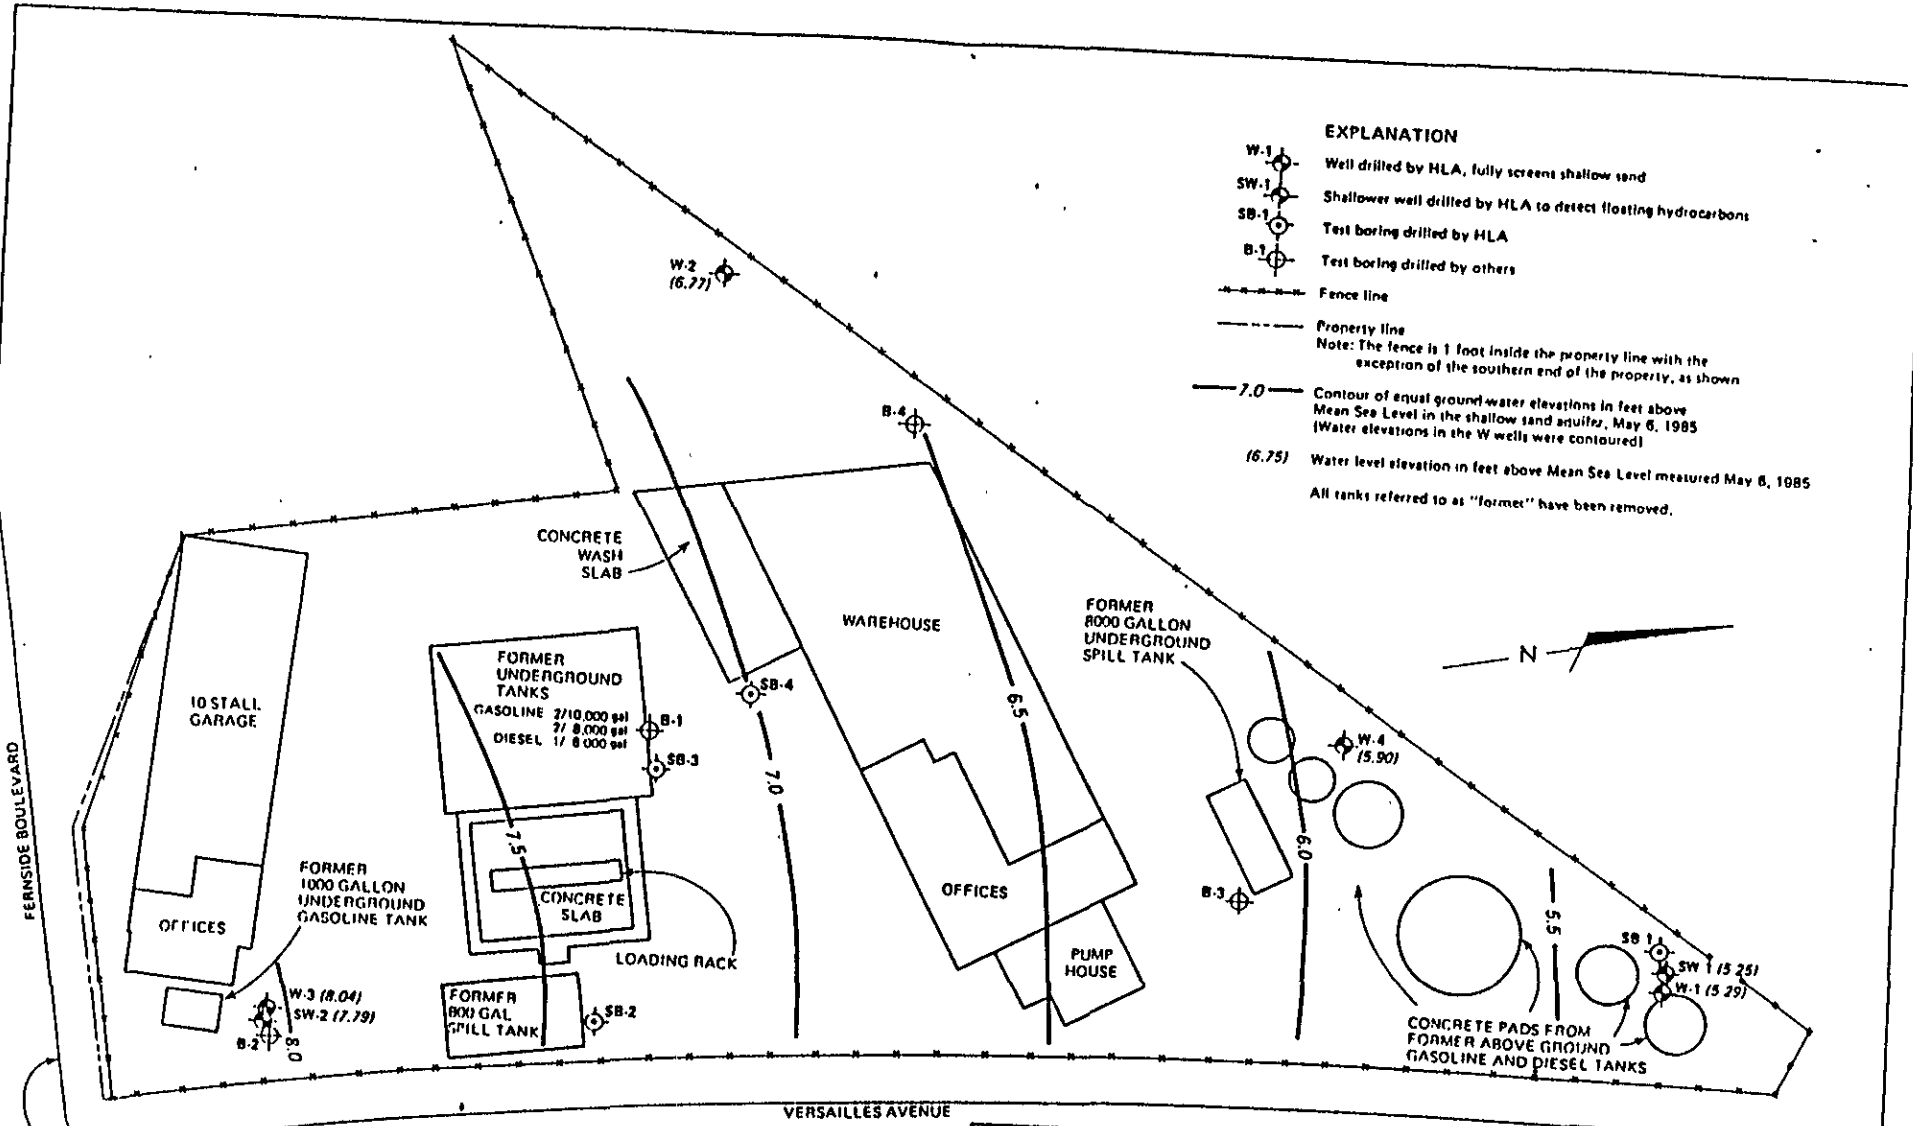 EXPLANATION
W-1
Well drilled by HLA, fully screens shallow sand
SW-1
Shallower well drilled by HLA to detect floating hydrocarbons
SB-1
Test boring drilled by HLA
B-1
Test boring drilled by others
Fence line
Property line
Note: The fence is 1 foot inside the property line with the
exception of the southern end of the property, as shown
7.0
Contour of equal ground-water elevations in feet above
Mean Sea Level in the shallow sand aquifer, May 6, 1985
(Water elevations in the W wells were contoured)
(6.75)
Water level elevation in feet above Mean Sea Level measured May 6, 1985
All tanks referred to as "former" have been removed.
W-2
(6.77)
B-4
CONCRETE
WASH
SLAB
WAREHOUSE
FORMER
8000 GALLON
UNDERGROUND
SPILL TANK
N
10 STALL
GARAGE
FORMER
UNDERGROUND
TANKS
GASOLINE 2/10,000 gal
2/ 8,000 gal
DIESEL 1/ 8 000 gal
SB-4
B-1
SB-3
6.5
7.0
W-4
(5.90)
7.5
6.0
FERNSIDE BOULEVARD
FORMER
1000 GALLON
UNDERGROUND
GASOLINE TANK
OFFICES
CONCRETE
SLAB
LOADING RACK
OFFICES
PUMP
HOUSE
B-3
5.5
SB 1
SW 1 (5 25)
W-1 (5 29)
W-3 (8.04)
SW-2 (7.79)
B-2
8.0
FORMER
800 GAL
SPILL TANK
SB-2
CONCRETE PADS FROM
FORMER ABOVE GROUND
GASOLINE AND DIESEL TANKS
VERSAILLES AVENUE